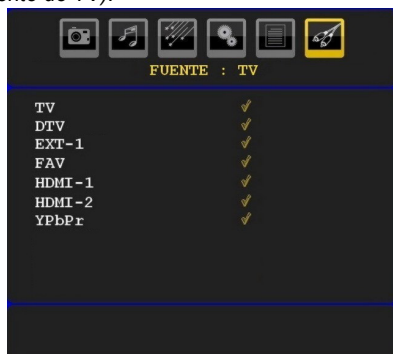 FUENTE : TV
TV
DTV
EXT-1
FAV
HDMI-1
HDMI-2
YPbPr